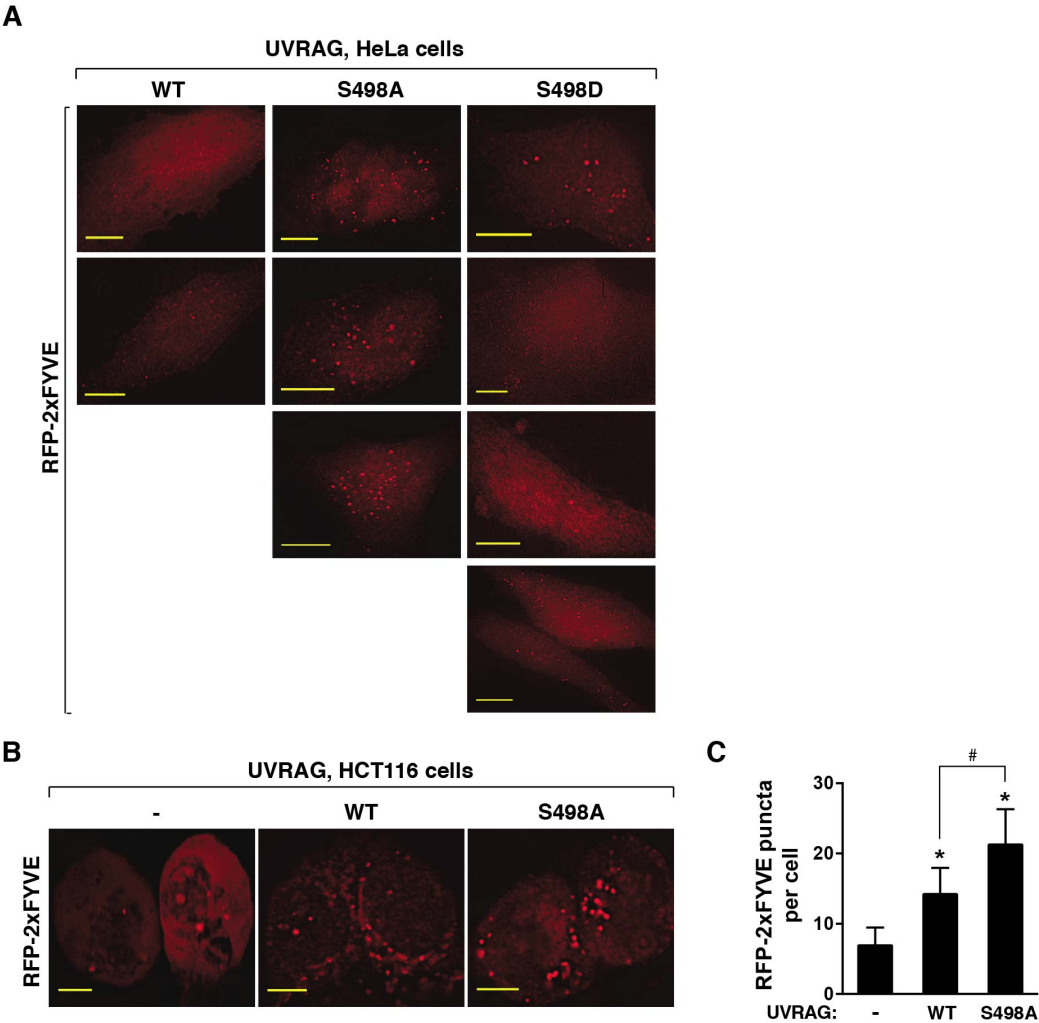 A
UVRAG, HeLa cells
WT S498A S498D
RFP-2xFYVE
B
UVRAG, HCT116 cells
- WT S498A
RFP-2xFYVE
C
#
*
*
30
20
10
0
RFP-2xFYVE puncta
per cell
UVRAG: - WT S498A